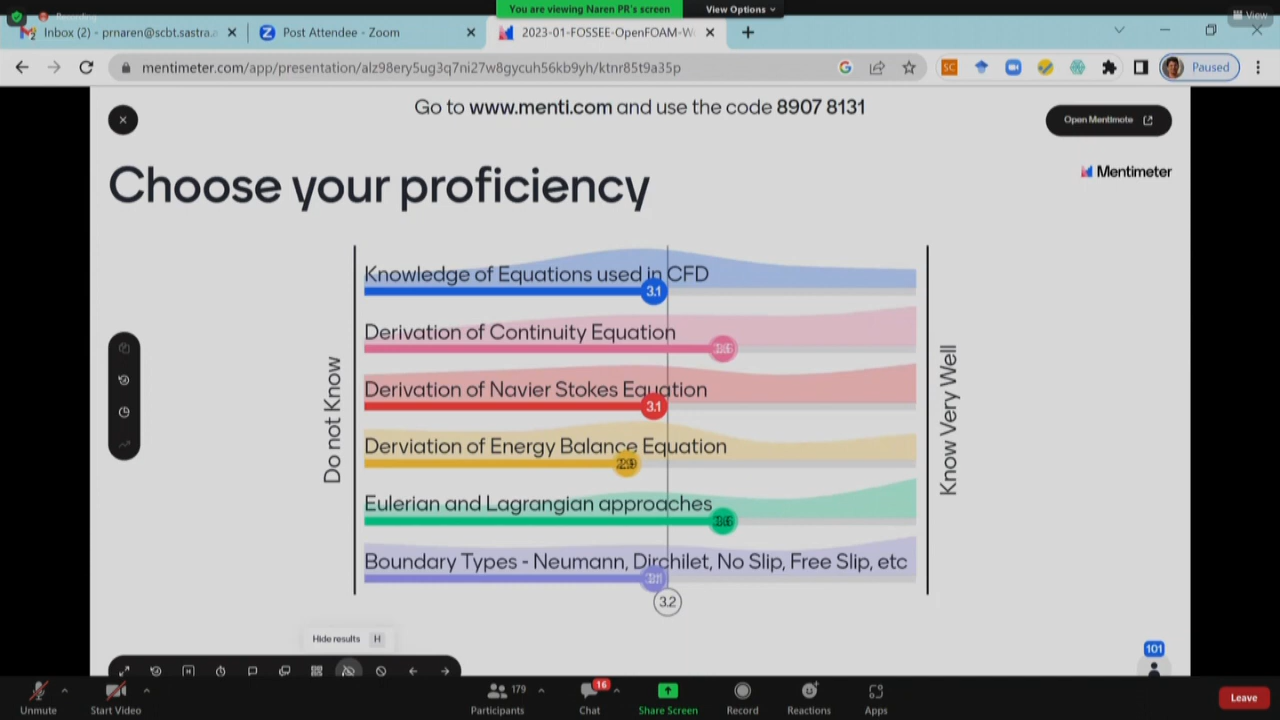 You are viewing Naren PR's screen
View Options
View
Recording
Inbox (2) - prnaren@scbt.sastra.
Post Attendee - Zoom
2023-01-FOSSEE-OpenFOAM-W
mentimeter.com/app/presentation/alz98ery5ug3q7ni27w8gycuh56kb9yh/ktnr85t9a35p
SC
Paused
Go to www.menti.com and use the code 8907 8131
Open Mentimote
Choose your proficiency
Mentimeter
Do not Know
Know Very Well
Knowledge of Equations used in CFD
3.1
Derivation of Continuity Equation
Derivation of Navier Stokes Equation
3.1
Derviation of Energy Balance Equation
Eulerian and Lagrangian approaches
Boundary Types - Neumann, Dirchilet, No Slip, Free Slip, etc
3.2
Hide results H
101
Unmute
Start Video
179
Participants
16
Chat
Share Screen
Record
Reactions
Apps
Leave